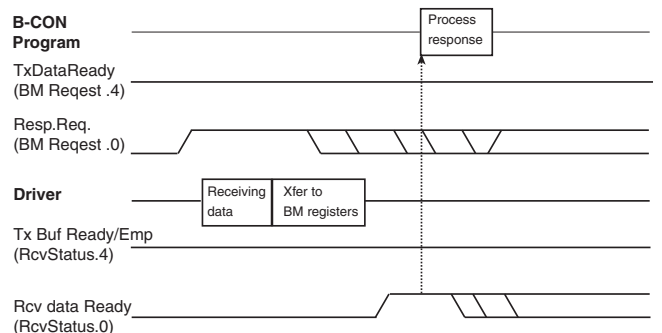 B-CON
Program
Process
response
TxDataReady
(BM Reqest .4)
Resp.Req.
(BM Reqest .0)
Driver
Receiving
data
Xfer to
BM registers
Tx Buf Ready/Emp
(RcvStatus.4)
Rcv data Ready
(RcvStatus.0)